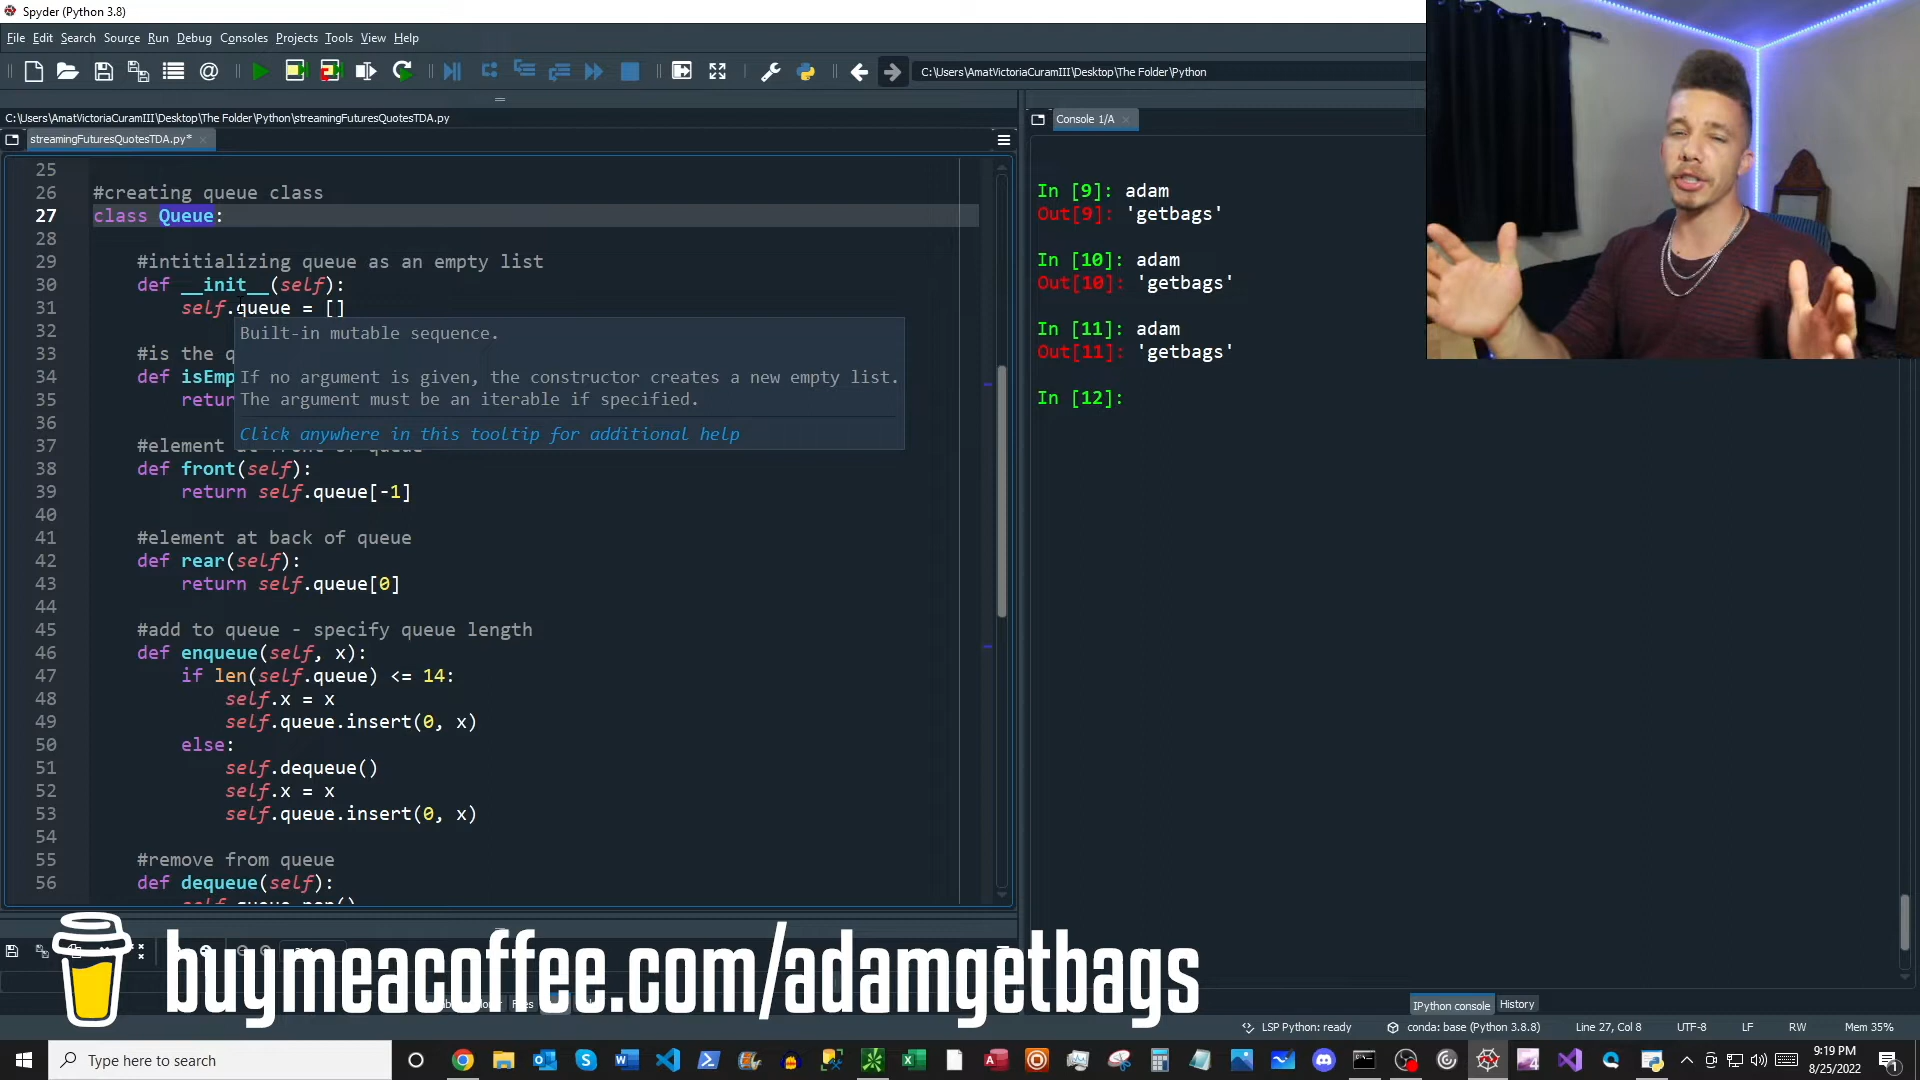 Spyder (Python 3.8)
File Edit Search Source Run Debug Consoles Projects Tools View Help
C:\Users\AmatVictoriaCuramIII\Desktop\The Folder\Python
C:\Users\AmatVictoriaCuramIII\Desktop\The Folder\Python\streamingFuturesQuotesTDA.py
streamingFuturesQuotesTDA.py*
25
26 #creating queue class
27 class Queue:
28
29 #intitializing queue as an empty list
30 def __init__(self):
31 self.queue = []
32
33 #is the q
34 def isEmp
35 retur
36
37 #element at front of queue
38 def front(self):
39 return self.queue[-1]
40
41 #element at back of queue
42 def rear(self):
43 return self.queue[0]
44
45 #add to queue - specify queue length
46 def enqueue(self, x):
47 if len(self.queue) <= 14:
48 self.x = x
49 self.queue.insert(0, x)
50 else:
51 self.dequeue()
52 self.x = x
53 self.queue.insert(0, x)
54
55 #remove from queue
56 def dequeue(self):
self.queue.pop()
Built-in mutable sequence.
If no argument is given, the constructor creates a new empty list.
The argument must be an iterable if specified.
Click anywhere in this tooltip for additional help
Console 1/A
In [9]: adam
Out[9]: 'getbags'
In [10]: adam
Out[10]: 'getbags'
In [11]: adam
Out[11]: 'getbags'
In [12]:
buymeacoffee.com/adamgetbags
IPython console History
LSP Python: ready conda: base (Python 3.8.8) Line 27, Col 8 UTF-8 LF RW Mem 35%
Type here to search
9:19 PM
8/25/2022